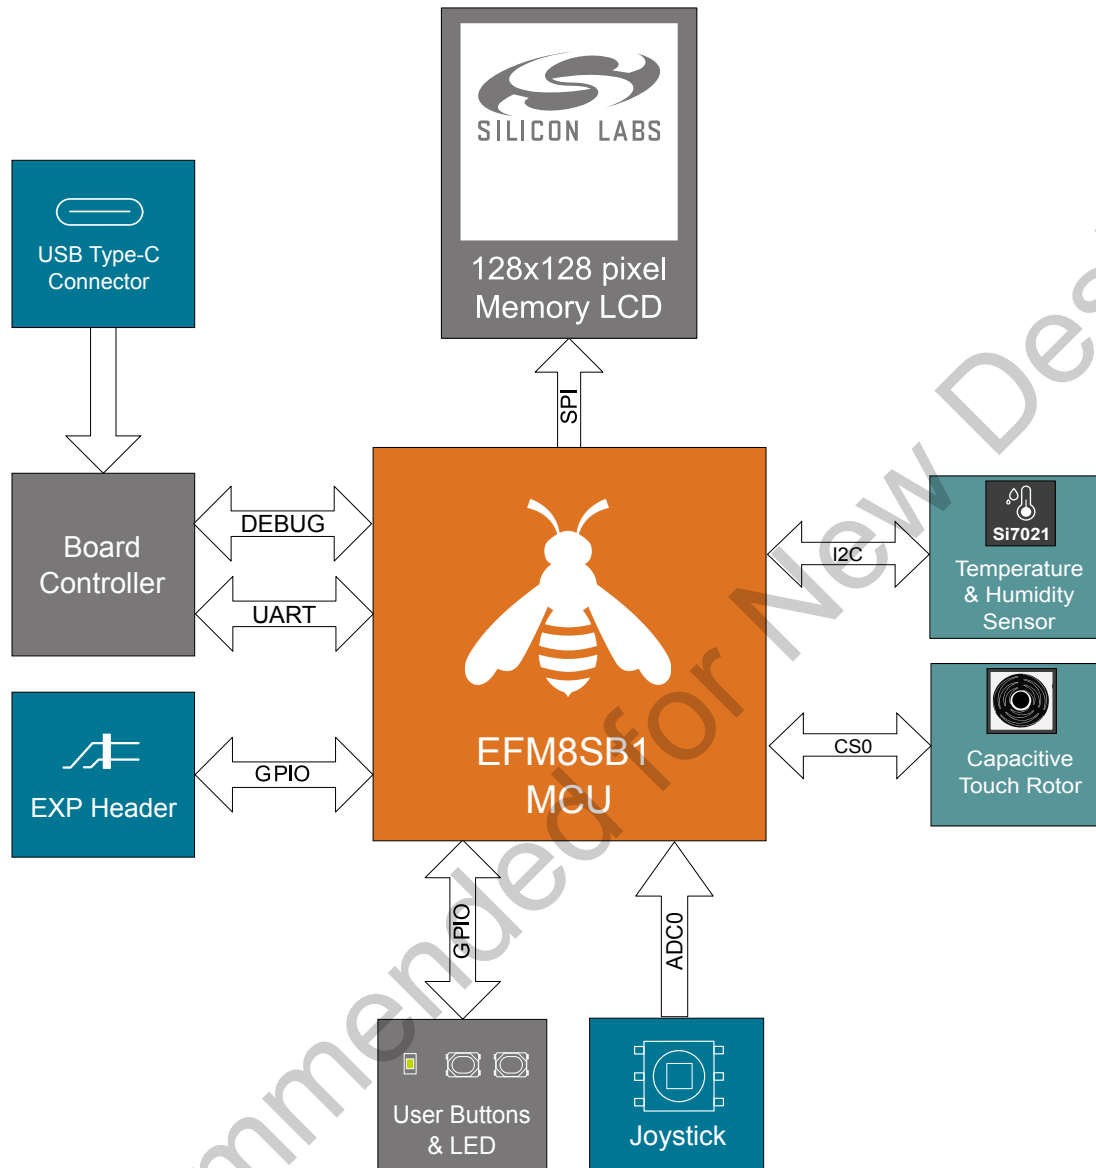 SILICON LABS
128x128 pixel
Memory LCD
USB Type-C
Connector
SPI
Board
Controller
DEBUG
UART
EFM8SB1
MCU
I2C
Si7021
Temperature
& Humidity
Sensor
CS0
Capacitive
Touch Rotor
GPIO
EXP Header
GPIO
ADC0
User Buttons
& LED
Joystick
mmended for New Des